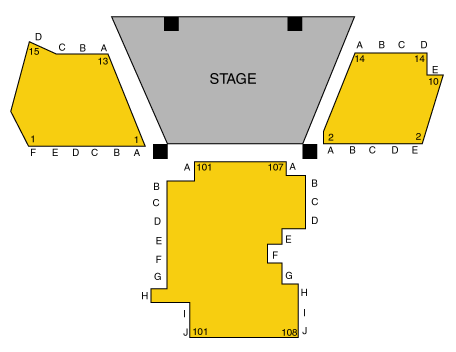 D
15 C B A A B C D
13 14 14
E
10
STAGE
1 1 2 2
F E D C B A A B C D E
A 101 107 A
B B
C C
D D
E E
F F
G G
H H
I I
J 101 108 J